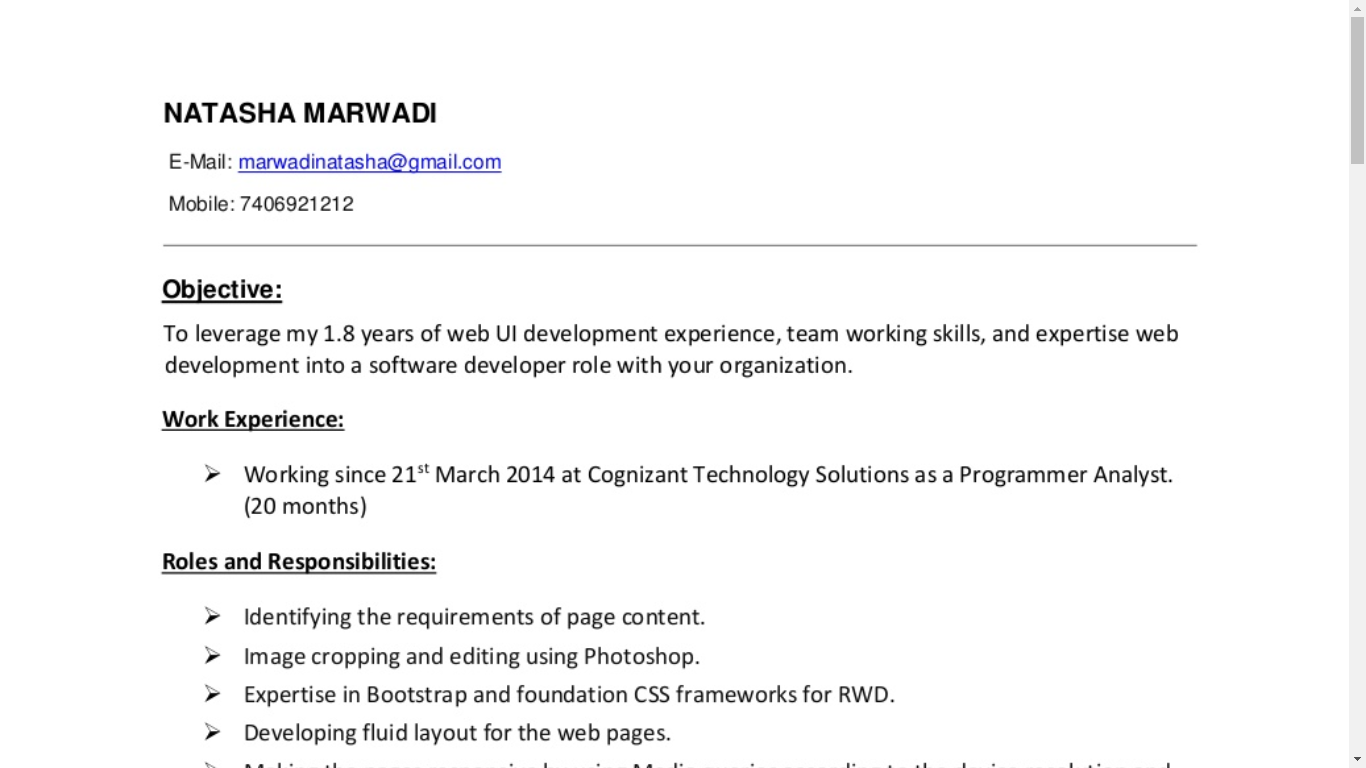 NATASHA MARWADI
E-Mail: marwadinatasha@gmail.com
Mobile: 7406921212
Objective:
To leverage my 1.8 years of web UI development experience, team working skills, and expertise web
development into a software developer role with your organization.
Work Experience:
➢ Working since 21st March 2014 at Cognizant Technology Solutions as a Programmer Analyst.
(20 months)
Roles and Responsibilities:
➢ Identifying the requirements of page content.
➢ Image cropping and editing using Photoshop.
➢ Expertise in Bootstrap and foundation CSS frameworks for RWD.
➢ Developing fluid layout for the web pages.